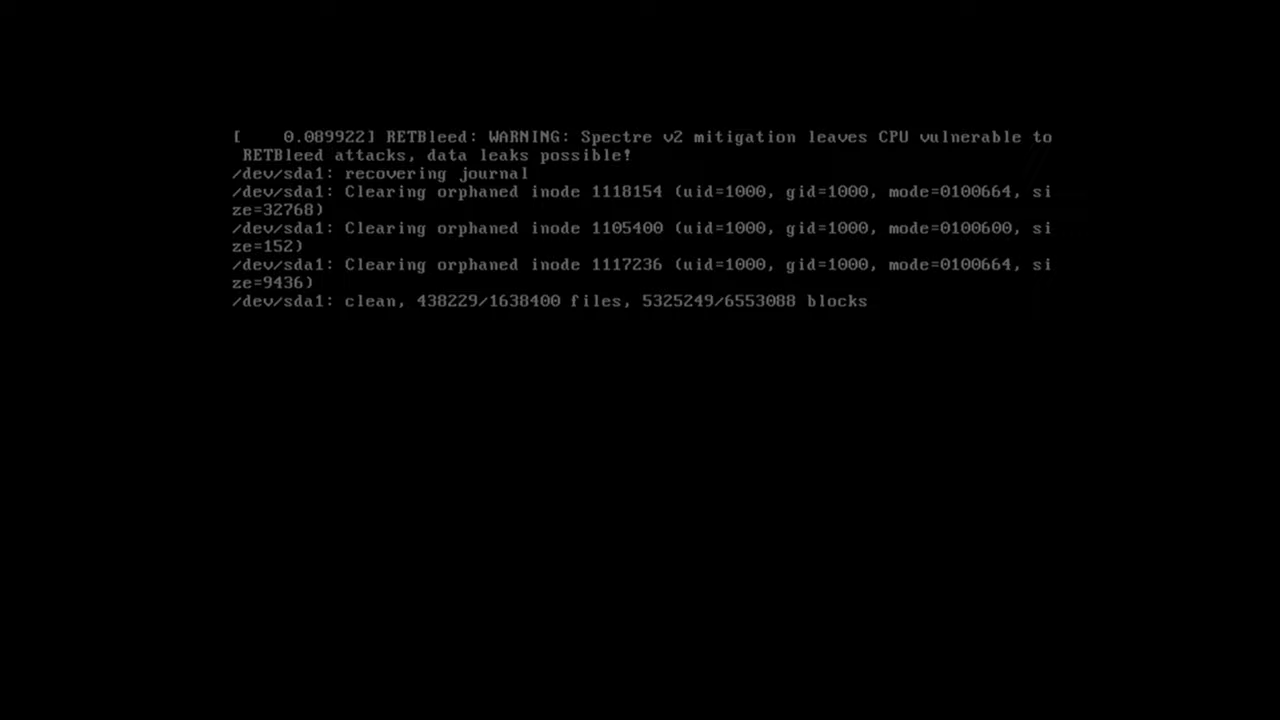 [    0.089922] RETBleed: WARNING: Spectre v2 mitigation leaves CPU vulnerable to
 RETBleed attacks, data leaks possible!
/dev/sda1: recovering journal
/dev/sda1: Clearing orphaned inode 1118154 (uid=1000, gid=1000, mode=0100664, si
ze=32768)
/dev/sda1: Clearing orphaned inode 1105400 (uid=1000, gid=1000, mode=0100600, si
ze=152)
/dev/sda1: Clearing orphaned inode 1117236 (uid=1000, gid=1000, mode=0100664, si
ze=9436)
/dev/sda1: clean, 438229/1638400 files, 5325249/6553088 blocks